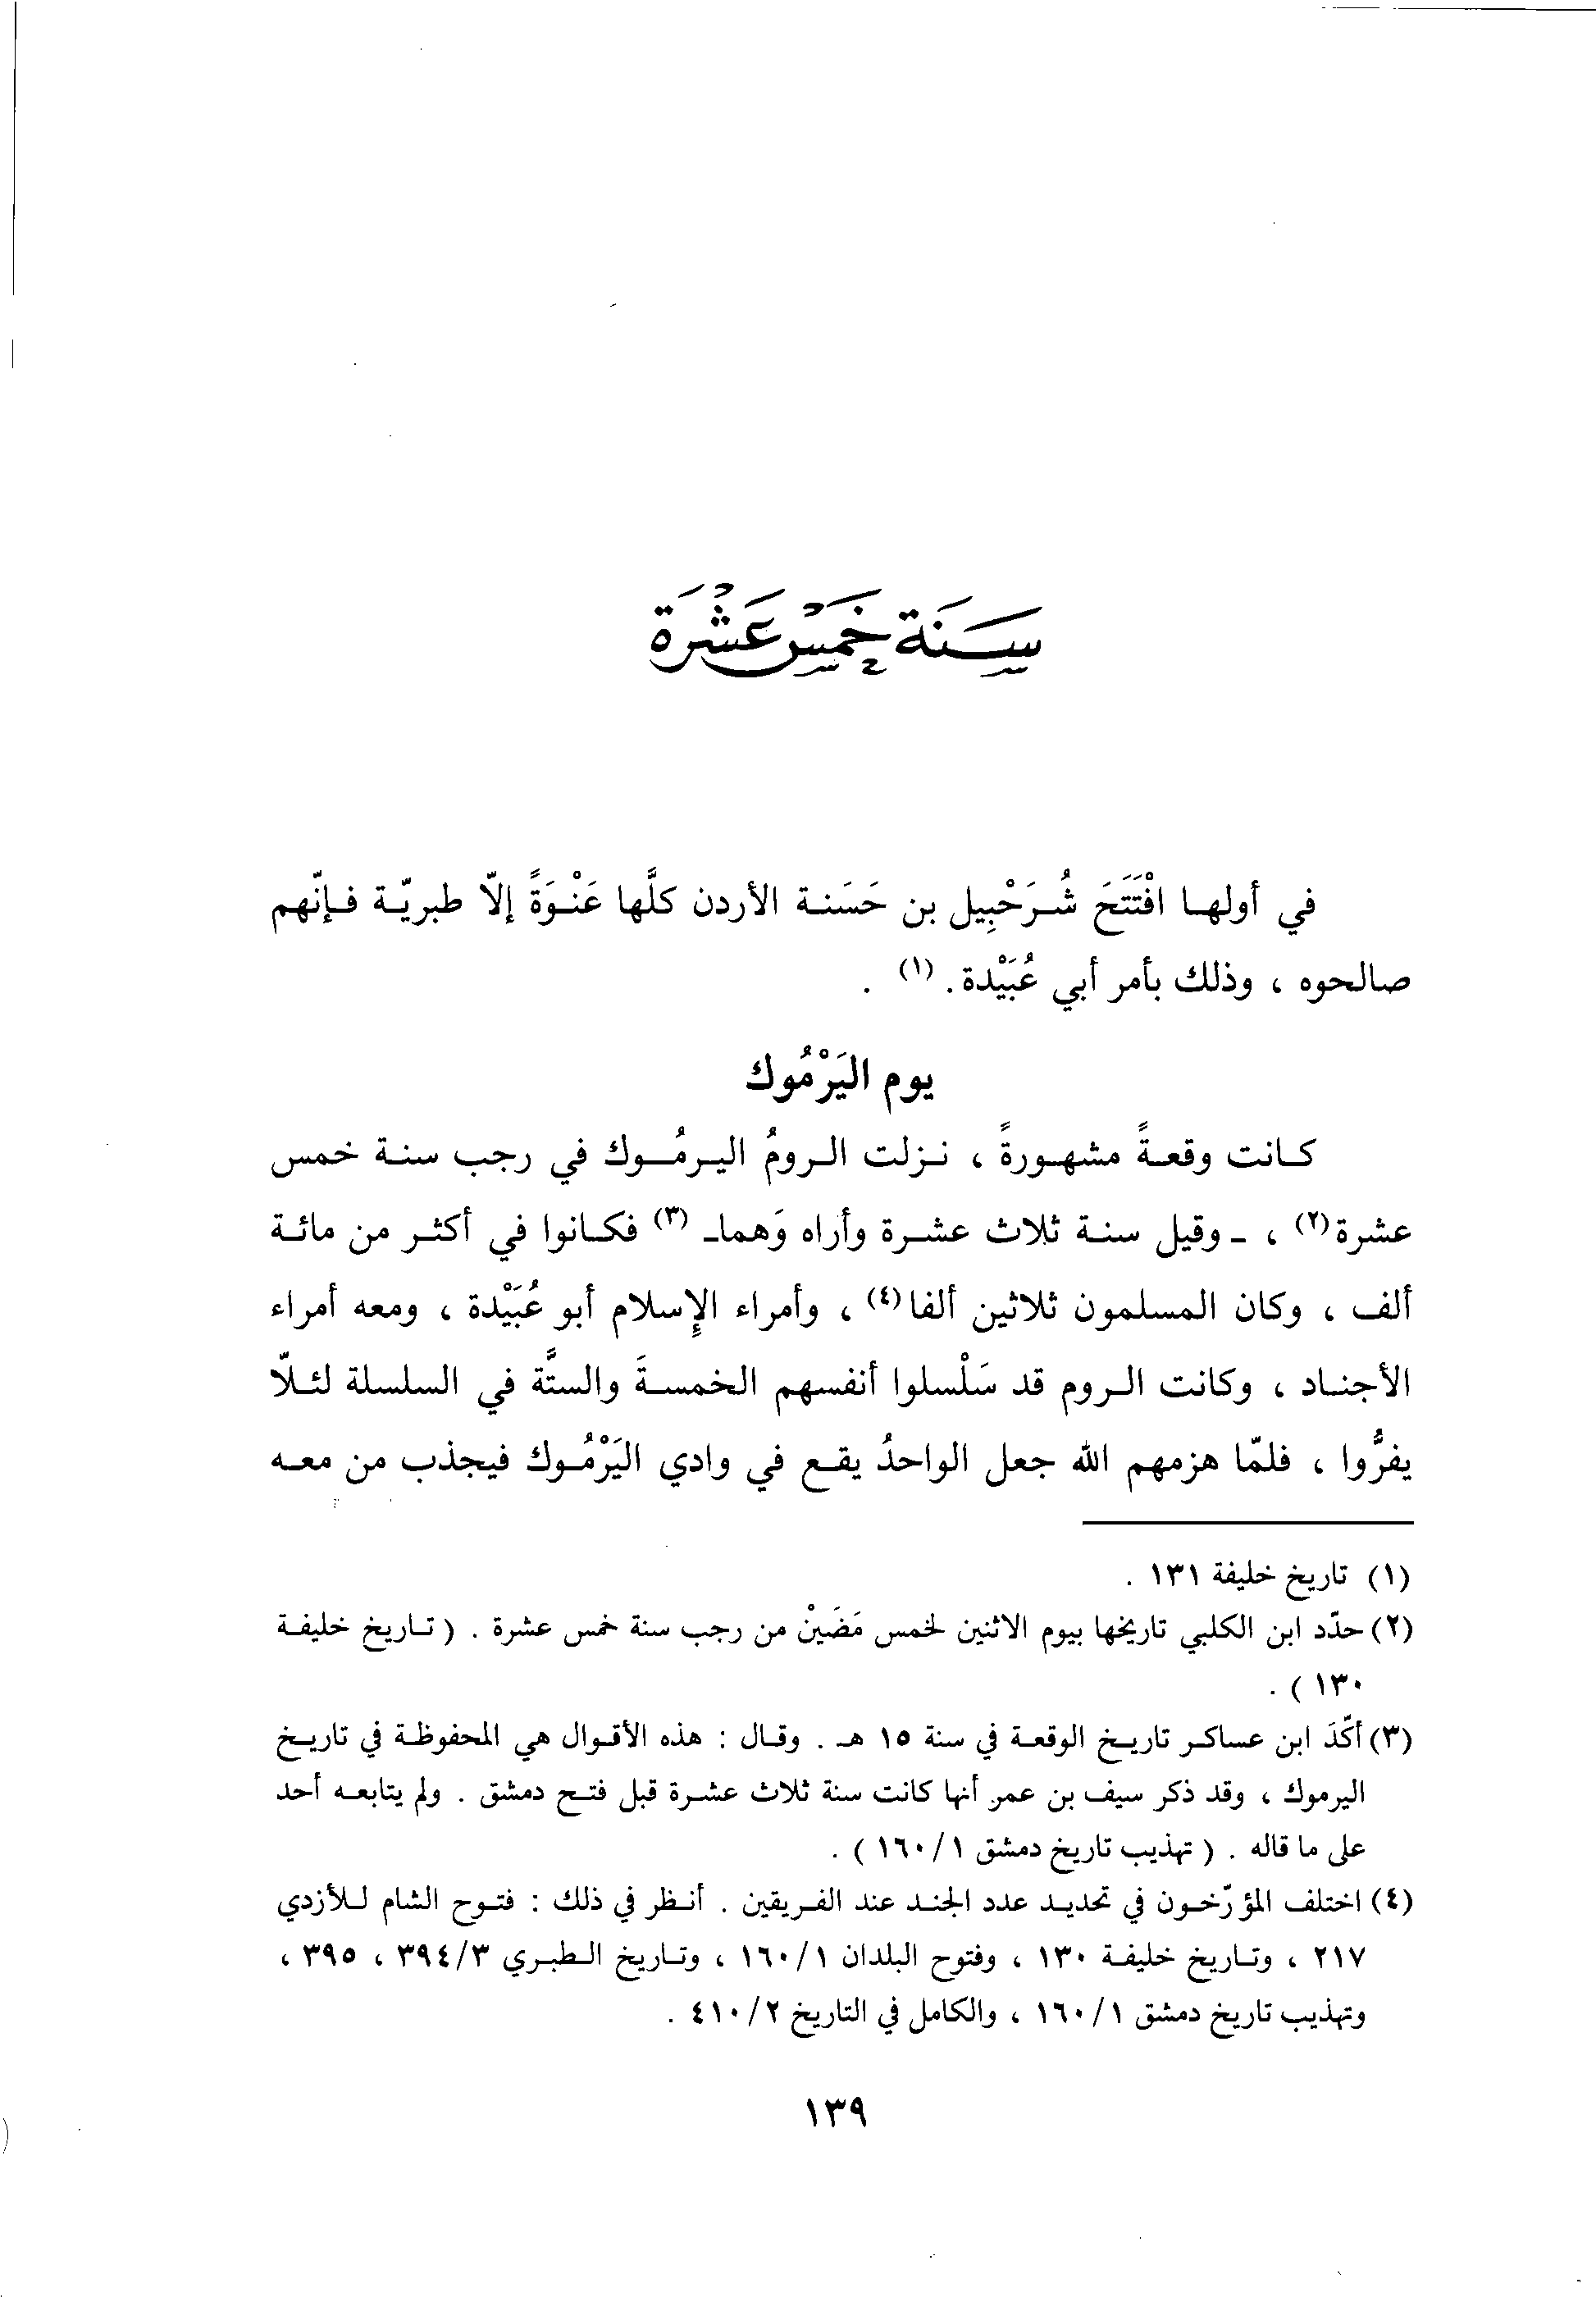 سَنَة خَمْس عَشْرَة
في أولها افْتَتَحَ شُرَحْبِيل بن حَسَنة الأردن كلَّها عَنْوَةً إلاّ طبريّة فإنّهم
صالحوه ، وذلك بأمر أبي عُبَيْدة . (١) .
يوم اليَرْمُوك
كانت وقعةً مشهورةً ، نزلت الرومُ اليرمُوك في رجب سنة خمس
عشرة (٢) ، ـ وقيل سنة ثلاث عشرة وأراه وَهما ـ (٣) فكانوا في أكثر من مائة
ألف ، وكان المسلمون ثلاثين ألفا (٤) ، وأمراء الإسلام أبو عُبَيْدة ، ومعه أمراء
الأجناد ، وكانت الروم قد سَلْسلوا أنفسهم الخمسةَ والستَّة في السلسلة لئلّا
يفرُّوا ، فلمّا هزمهم الله جعل الواحدُ يقع في وادي اليَرْمُوك فيجذب من معه
(١) تاريخ خليفة ١٣١ .
(٢) حدّد ابن الكلبي تاريخها بيوم الاثنين لخمس مَضَيْن من رجب سنة خمس عشرة . ( تاريخ خليفة
١٣٠ ) .
(٣) أكّدَ ابن عساكر تاريخ الوقعة في سنة ١٥ هـ . وقال : هذه الأقوال هي المحفوظة في تاريخ
اليرموك ، وقد ذكر سيف بن عمر أنها كانت سنة ثلاث عشرة قبل فتح دمشق . ولم يتابعه أحد
على ما قاله . ( تهذيب تاريخ دمشق ١/١٦٠ ) .
(٤) اختلف المؤرّخون في تحديد عدد الجند عند الفريقين . أنظر في ذلك : فتوح الشام للأزدي
٢١٧ ، وتاريخ خليفة ١٣٠ ، وفتوح البلدان ١/١٦٠ ، وتاريخ الطبري ٣/٣٩٤ ، ٣٩٥ ،
وتهذيب تاريخ دمشق ١/١٦٠ ، والكامل في التاريخ ٢/٤١٠ .
١٣٩